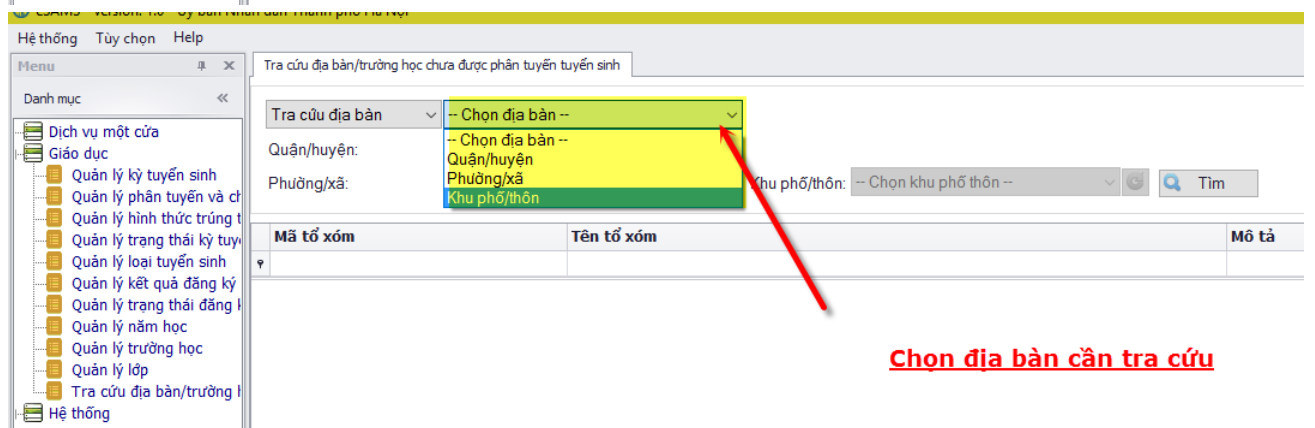 Hệ thống Tùy chọn Help
Menu
Tra cứu địa bàn/trường học chưa được phân tuyến tuyển sinh
Danh mục
Tra cứu địa bàn
-- Chọn địa bàn --
-- Chọn địa bàn --
Quận/huyện
Phường/xã
Khu phố/thôn
Quận/huyện:
Phường/xã:
Khu phố/thôn: -- Chọn khu phố thôn -- Tìm
Dịch vụ một cửa
Giáo dục
Quản lý kỳ tuyển sinh
Quản lý phân tuyến và
Quản lý hình thức trúng
Quản lý trạng thái kỳ
Quản lý loại tuyển sinh
Quản lý kết quả đăng ký
Quản lý trạng thái đăng
Quản lý năm học
Quản lý trường học
Quản lý lớp
Tra cứu địa bàn/trường
Hệ thống
Mã tổ xóm Tên tổ xóm Mô tả
Chọn địa bàn cần tra cứu